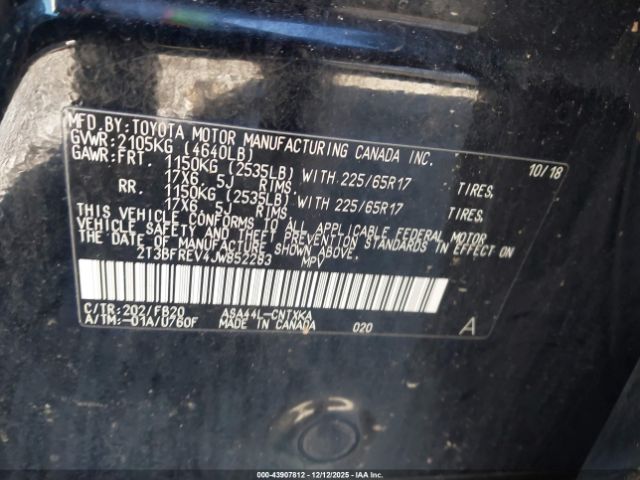 MFD. BY: TOYOTA MOTOR MANUFACTURING CANADA INC.
GVWR: 2105KG (4640LB) 10/18
GAWR: FRT. 1150KG (2535LB) WITH 225/65R17 TIRES,
17X6.5J RIMS.
RR. 1150KG (2535LB) WITH 225/65R17 TIRES,
17X6.5J RIMS.
THIS VEHICLE CONFORMS TO ALL APPLICABLE FEDERAL MOTOR
VEHICLE SAFETY AND THEFT PREVENTION STANDARDS IN EFFECT ON
THE DATE OF MANUFACTURE SHOWN ABOVE.
2T3BFREV4JW852283 MPV
C/TR: 202/FB20 ASA44L-CNTXKA
A/TM: -01A/U760F MADE IN CANADA 020 A
000-43907812 - 12/12/2025 - IAAI.COM